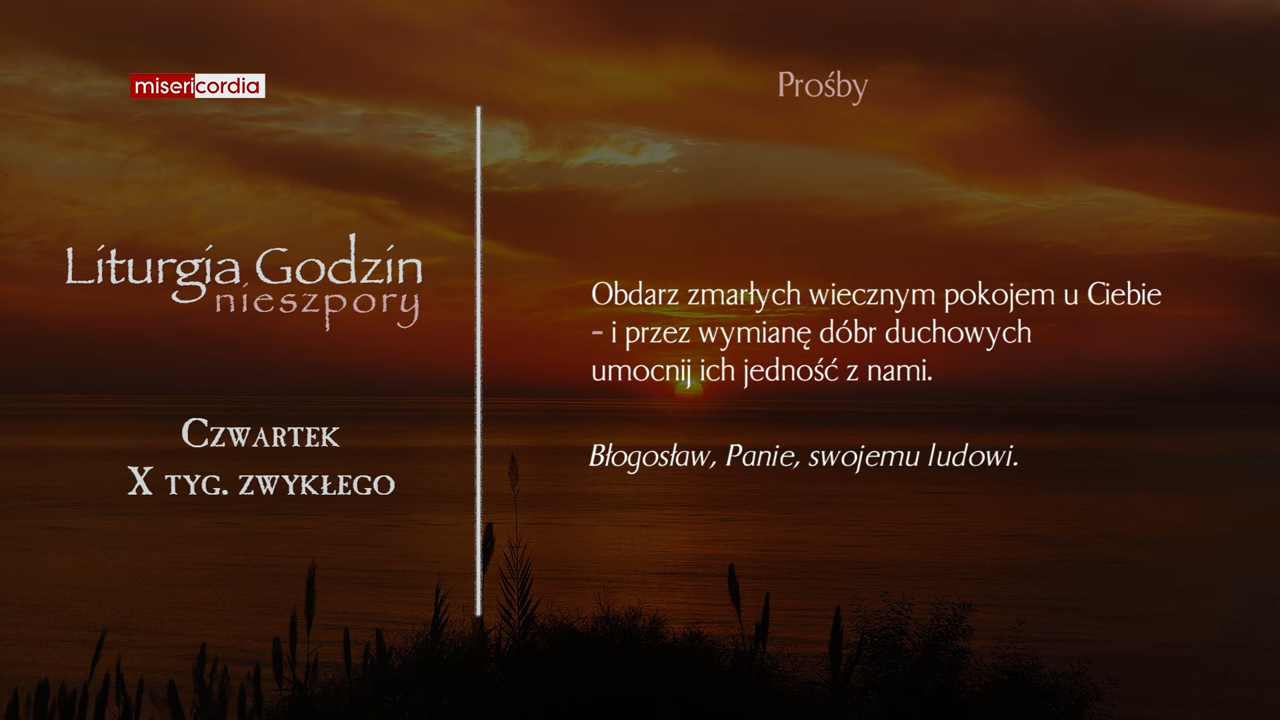 misericordia
Liturgia Godzin
nieszpory
Czwartek
X tyg. zwykłego
Prośby
Obdarz zmarłych wiecznym pokojem u Ciebie
- i przez wymianę dóbr duchowych
umocnij ich jedność z nami.
Błogosław, Panie, swojemu ludowi.